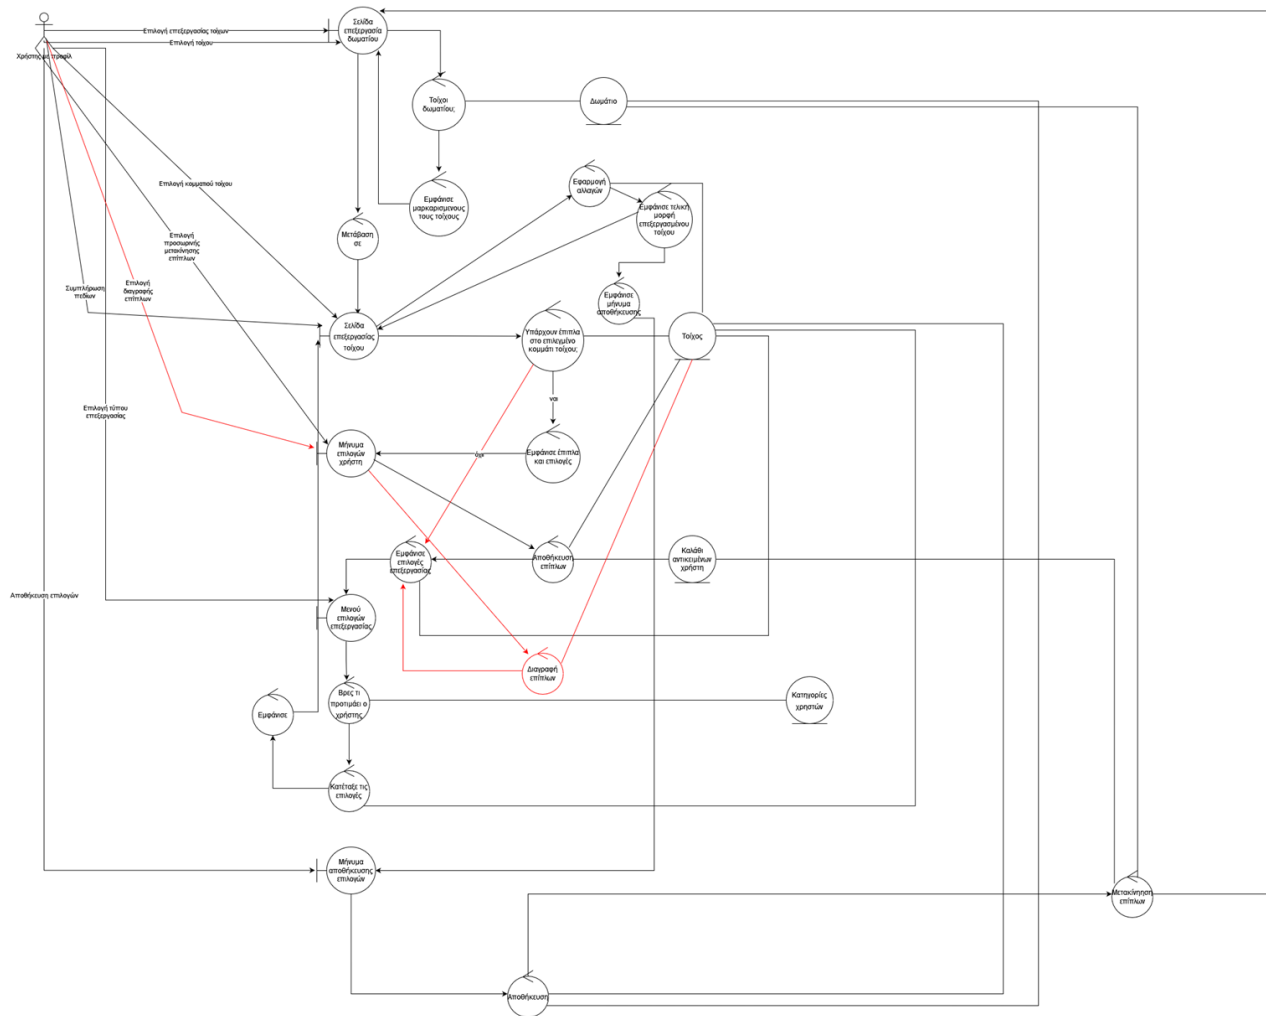 Χρήστης με προφίλ
Επιλογή επεξεργασίας τοίχων
Επιλογή τοίχου
Σελίδα
επεξεργασία
δωματίου
Τοίχοι
δωματίου;
Δωμάτιο
Εμφάνισε
μαρκαρισμενους
τους τοίχους
Επιλογή κομματιού τοίχου
Εφαρμογή
αλλαγών
Εμφάνισε τελική
μορφή
επεξεργασμένου
τοίχου
Μετάβαση
σε
Επιλογή
προσωρινής
μετακίνησης
επίπλων
Επιλογή
διαγραφής
επίπλων
Συμπλήρωση
πεδίων
Εμφάνισε
μήνυμα
αποθήκευσης
Σελίδα
επεξεργασίας
τοίχου
Υπάρχουν έπιπλα
στο επιλεγμένο
κομμάτι τοίχου;
Τοίχος
ναι
Επιλογή τύπου
επεξεργασίας
Μήνυμα
επιλογών
χρήστη
όχι
Εμφάνισε έπιπλα
και επιλογές
Εμφάνισε
επιλογές
επεξεργασίας
Αποθήκευση
επίπλων
Καλάθι
αντικειμένων
χρήστη
Αποθήκευση επιλογών
Μενού
επιλογών
επεξεργασίας
Διαγραφή
επίπλων
Εμφάνισε
Βρες τι
προτιμάει ο
χρήστης
Κατηγορίες
χρηστών
Κατέταξε τις
επιλογές
Μήνυμα
αποθήκευσης
επιλογών
Μετακίνηηση
επίπλων
Αποθήκευση